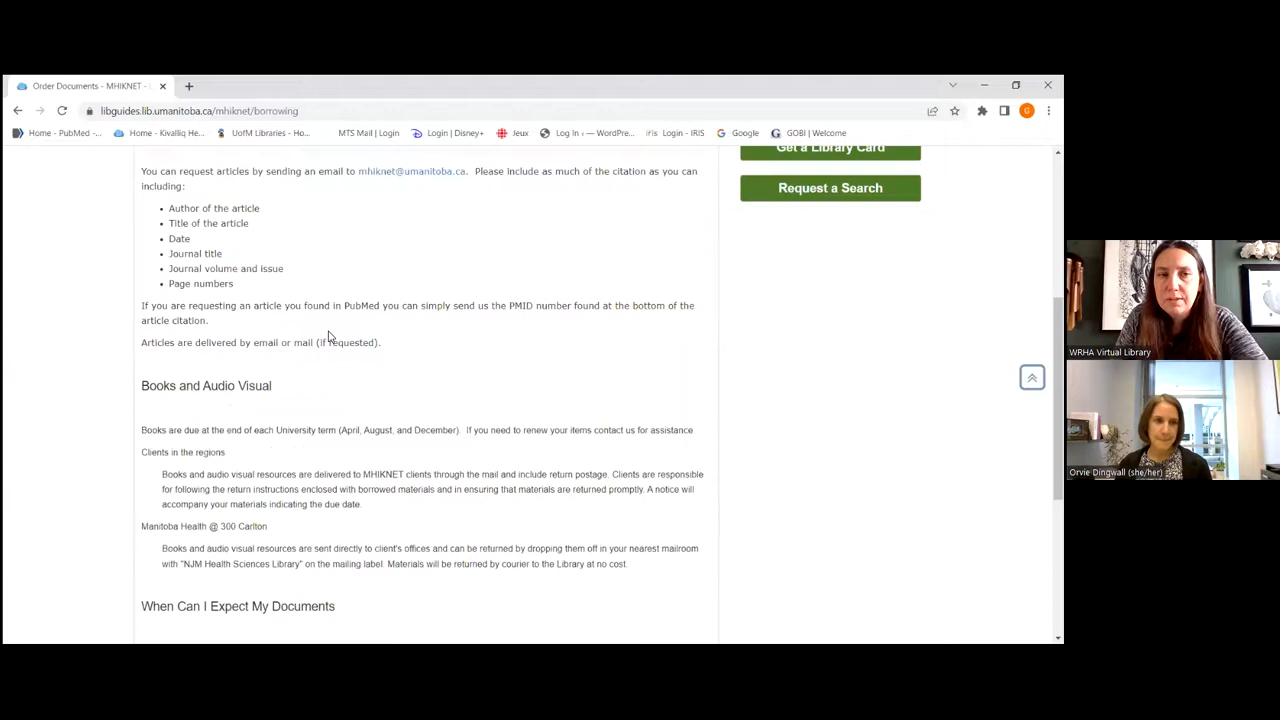 Order Documents - MHIKNET -
libguides.lib.umanitoba.ca/mhiknet/borrowing
Home - PubMed -...
Home - Kivalliq He...
UofM Libraries - Ho...
MTS Mail | Login
Login | Disney+
Jeux
Log In ‹ — WordPre...
iris Login - IRIS
Google
GOBI | Welcome
Get a Library Card
Request a Search
You can request articles by sending an email to mhiknet@umanitoba.ca. Please include as much of the citation as you can
including:
• Author of the article
• Title of the article
• Date
• Journal title
• Journal volume and issue
• Page numbers
If you are requesting an article you found in PubMed you can simply send us the PMID number found at the bottom of the
article citation.
Articles are delivered by email or mail (if requested).
Books and Audio Visual
Books are due at the end of each University term (April, August, and December). If you need to renew your items contact us for assistance
Clients in the regions
Books and audio visual resources are delivered to MHIKNET clients through the mail and include return postage. Clients are responsible
for following the return instructions enclosed with borrowed materials and in ensuring that materials are returned promptly. A notice will
accompany your materials indicating the due date.
Manitoba Health @ 300 Carlton
Books and audio visual resources are sent directly to client's offices and can be returned by dropping them off in your nearest mailroom
with "NJM Health Sciences Library" on the mailing label. Materials will be returned by courier to the Library at no cost.
When Can I Expect My Documents
G
WRHA Virtual Library
Orvie Dingwall (she/her)